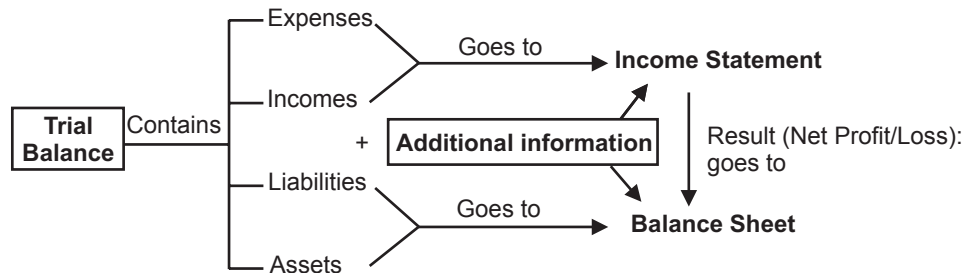 Expenses
Goes to
Income Statement
Incomes
Trial
Balance
Contains
+
Additional information
Result (Net Profit/Loss):
goes to
Liabilities
Goes to
Balance Sheet
Assets